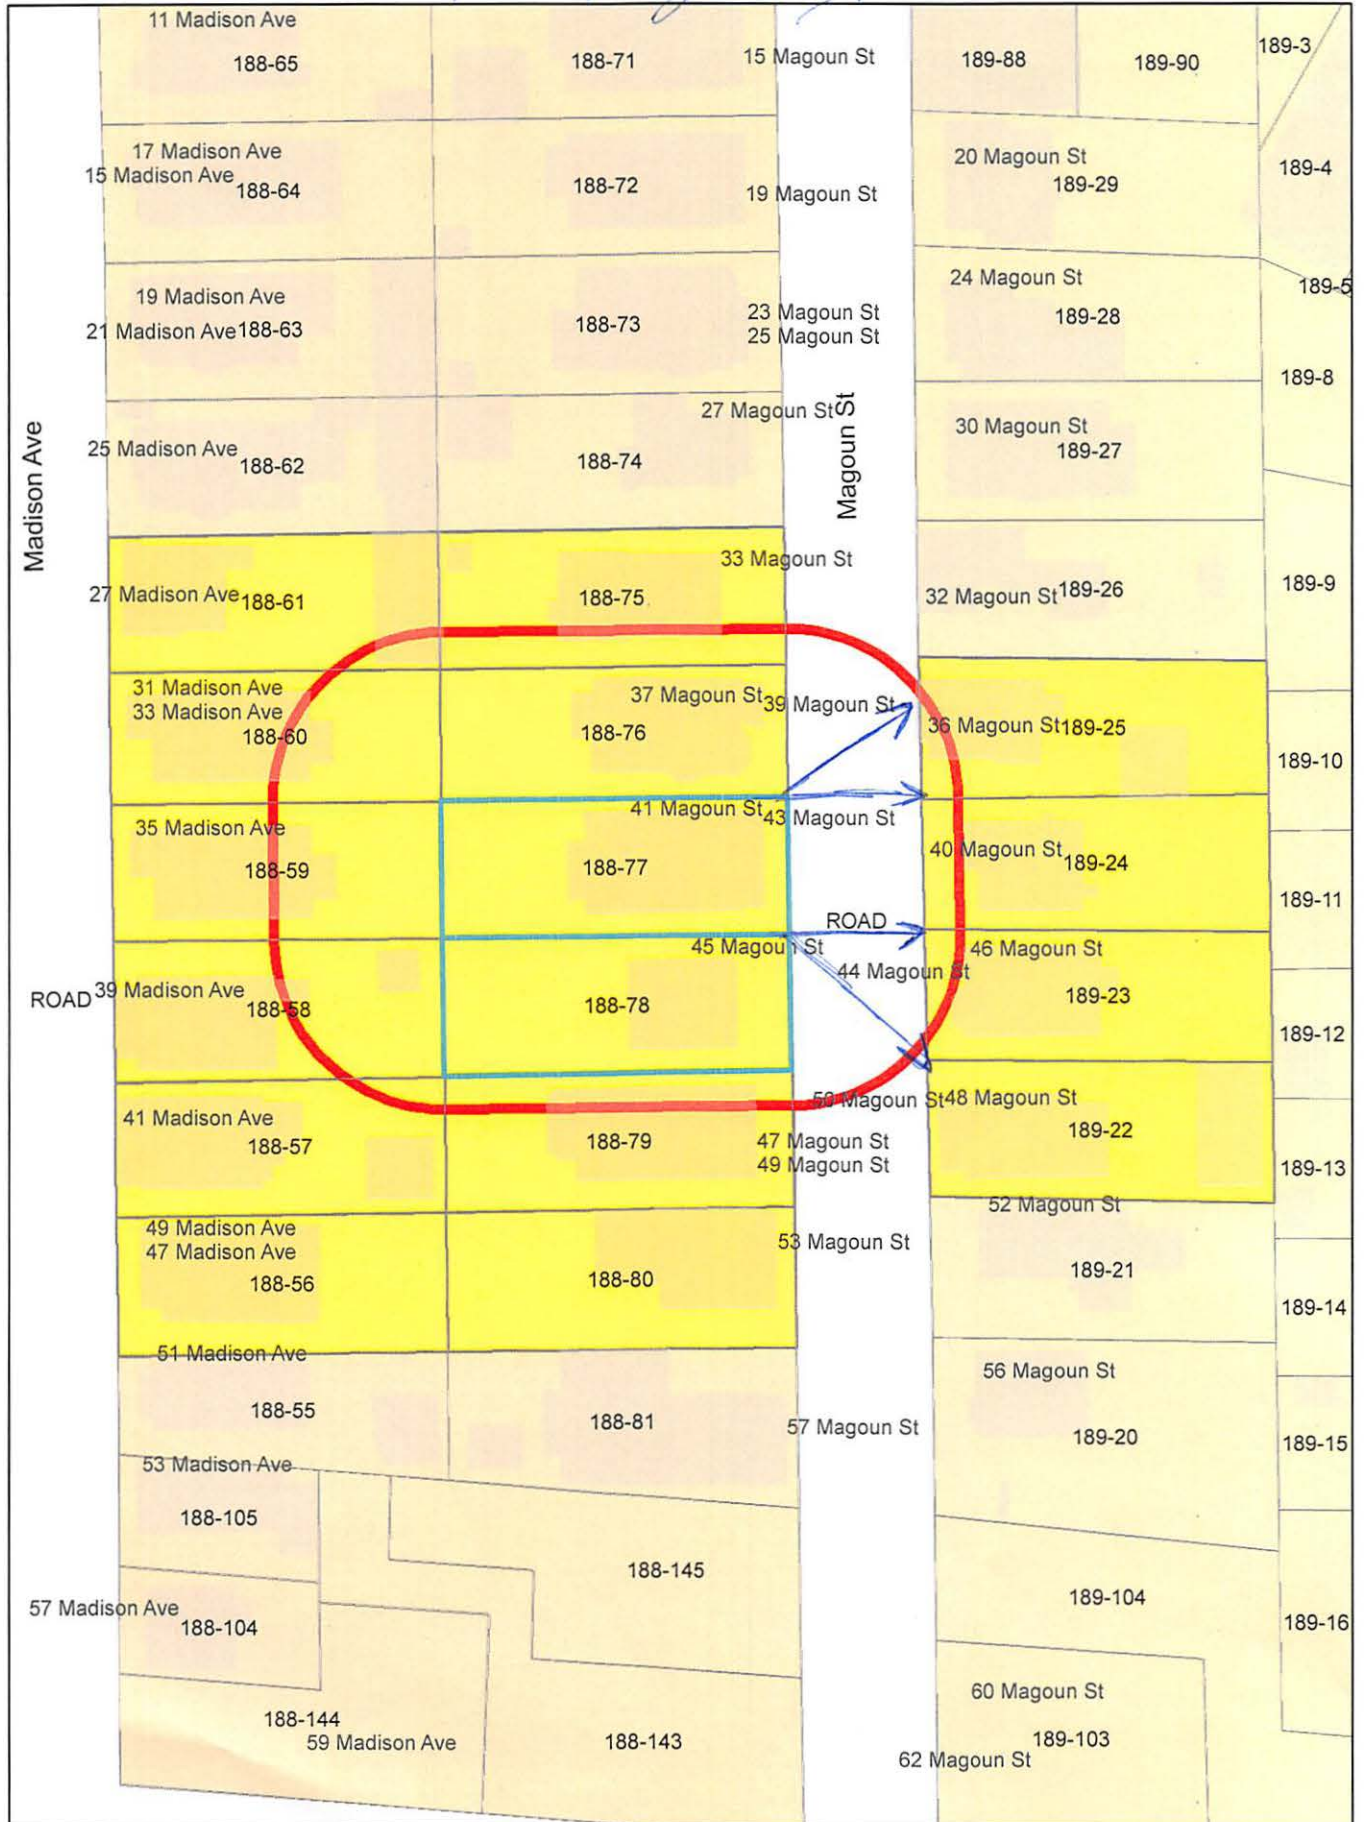 11 Madison Ave
188-65
188-71
15 Magoun St
189-88
189-90
189-3
17 Madison Ave
15 Madison Ave
188-64
188-72
19 Magoun St
20 Magoun St
189-29
189-4
19 Madison Ave
21 Madison Ave
188-63
188-73
23 Magoun St
25 Magoun St
24 Magoun St
189-28
189-5
189-8
Madison Ave
25 Madison Ave
188-62
188-74
27 Magoun St
Magoun St
30 Magoun St
189-27
27 Madison Ave
188-61
188-75
33 Magoun St
32 Magoun St
189-26
189-9
31 Madison Ave
33 Madison Ave
188-60
37 Magoun St
188-76
39 Magoun St
36 Magoun St
189-25
189-10
35 Madison Ave
188-59
41 Magoun St
43 Magoun St
188-77
40 Magoun St
189-24
189-11
ROAD
ROAD
39 Madison Ave
188-58
45 Magoun St
188-78
44 Magoun St
46 Magoun St
189-23
189-12
41 Madison Ave
188-57
188-79
50 Magoun St
48 Magoun St
47 Magoun St
49 Magoun St
189-22
189-13
49 Madison Ave
47 Madison Ave
188-56
188-80
53 Magoun St
52 Magoun St
189-21
189-14
51 Madison Ave
188-55
188-81
57 Magoun St
56 Magoun St
189-20
189-15
53 Madison Ave
188-105
188-145
189-104
189-16
57 Madison Ave
188-104
188-144
59 Madison Ave
188-143
60 Magoun St
189-103
62 Magoun St